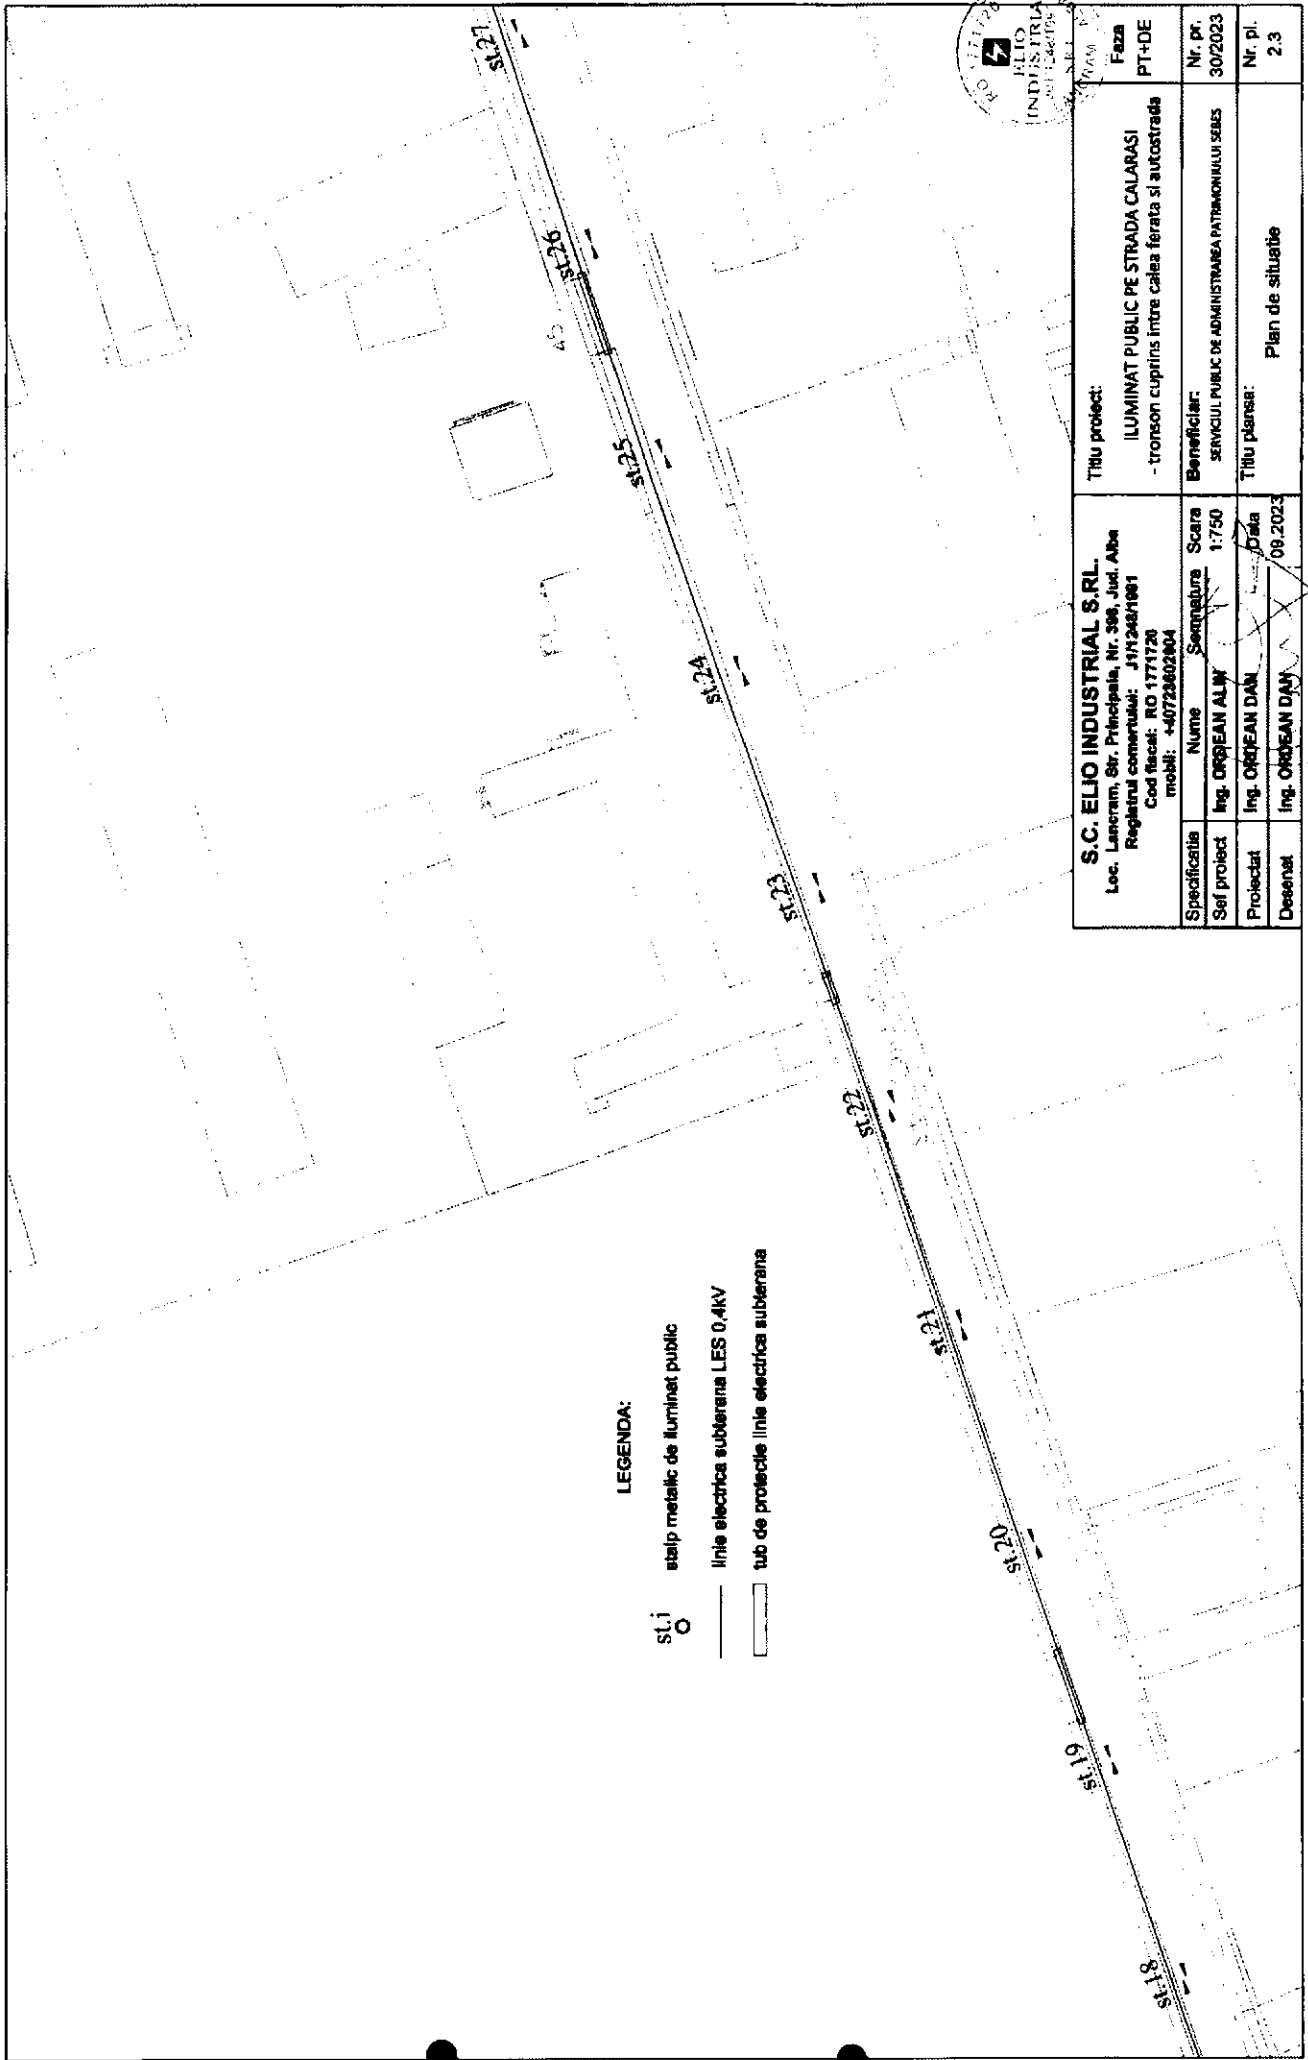 st.18
st.19
st.20
st.21
st.22
st.23
st.24
st.25
st.26
st.27
LEGENDA:
st.i
stalp metalic de iluminat public
linie electrica subterana LES 0,4kV
tub de protectie linie electrica subterana
ELIO
INDUSTRIA
S.C. ELIO INDUSTRIAL S.RL.
Loc. Lancram, Str. Principala, Nr. 396, Jud. Alba
Registrul comertului: J1/1248/1991
Cod fiscal: RO 1771720
mobil: +40723602804
Specificatie Nume Semnatura Scara
Sef proiect Ing. ORDEAN ALIN 1:750
Proiectat Ing. ORDEAN DAN Data
Desenat Ing. ORDEAN DAN 09.2023
Titlu proiect:
ILUMINAT PUBLIC PE STRADA CALARASI
- tronson cuprins intre calea ferata si autostrada
Beneficiar:
SERVICIUL PUBLIC DE ADMINISTRAREA PATRIMONIULUI SEBES
Titlu plansa:
Plan de situatie
Faza
PT+DE
Nr. pr.
30/2023
Nr. pl.
2.3